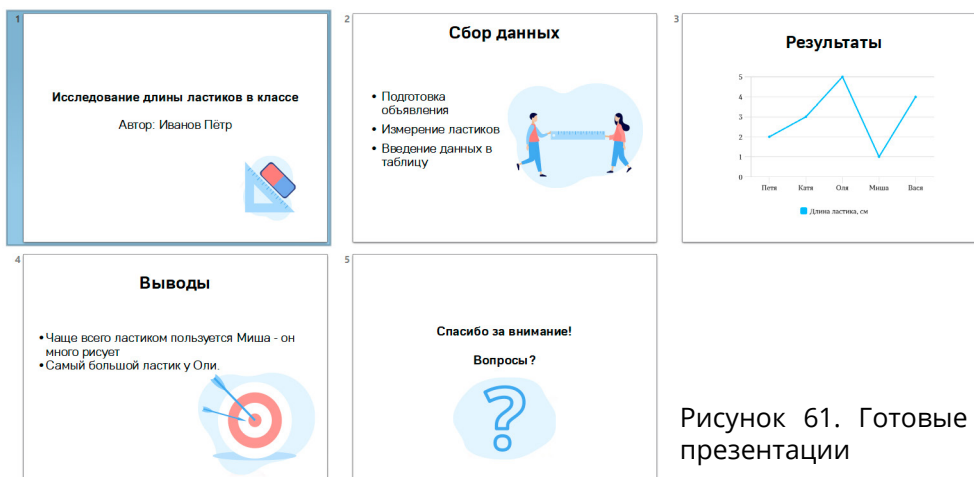 1
Исследование длины ластиков в классе
Автор: Иванов Пётр
2
Сбор данных
• Подготовка
объявления
• Измерение ластиков
• Введение данных в
таблицу
3
Результаты
5
4
3
2
1
0
Петя Катя Оля Миша Вася
Длина ластика, см
4
Выводы
• Чаще всего ластиком пользуется Миша - он
много рисует
• Самый большой ластик у Оли.
5
Спасибо за внимание!
Вопросы?
?
Рисунок 61. Готовые
презентации